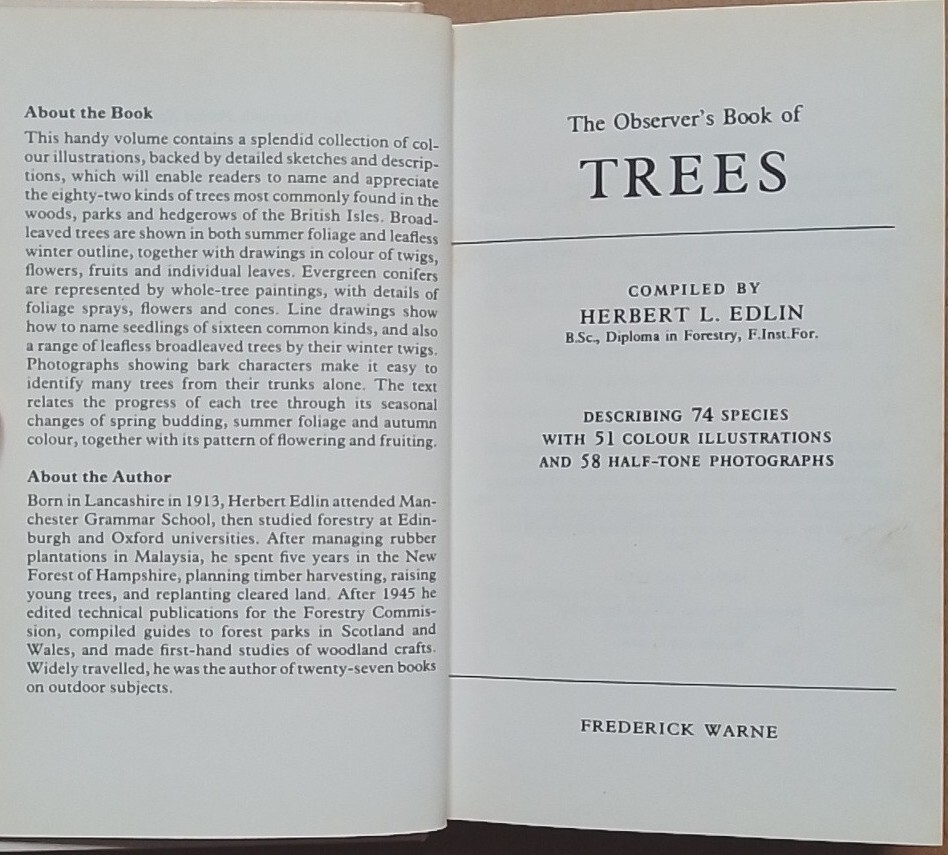 About the Book
This handy volume contains a splendid collection of col-
our illustrations, backed by detailed sketches and descrip-
tions, which will enable readers to name and appreciate
the eighty-two kinds of trees most commonly found in the
woods, parks and hedgerows of the British Isles. Broad-
leaved trees are shown in both summer foliage and leafless
winter outline, together with drawings in colour of twigs,
flowers, fruits and individual leaves. Evergreen conifers
are represented by whole-tree paintings, with details of
foliage sprays, flowers and cones. Line drawings show
how to name seedlings of sixteen common kinds, and also
a range of leafless broadleaved trees by their winter twigs.
Photographs showing bark characters make it easy to
identify many trees from their trunks alone. The text
relates the progress of each tree through its seasonal
changes of spring budding, summer foliage and autumn
colour, together with its pattern of flowering and fruiting.
About the Author
Born in Lancashire in 1913, Herbert Edlin attended Man-
chester Grammar School, then studied forestry at Edin-
burgh and Oxford universities. After managing rubber
plantations in Malaysia, he spent five years in the New
Forest of Hampshire, planning timber harvesting, raising
young trees, and replanting cleared land. After 1945 he
edited technical publications for the Forestry Commis-
sion, compiled guides to forest parks in Scotland and
Wales, and made first-hand studies of woodland crafts.
Widely travelled, he was the author of twenty-seven books
on outdoor subjects.
The Observer's Book of
TREES
COMPILED BY
HERBERT L. EDLIN
B.Sc., Diploma in Forestry, F.Inst.For.
DESCRIBING 74 SPECIES
WITH 51 COLOUR ILLUSTRATIONS
AND 58 HALF-TONE PHOTOGRAPHS
FREDERICK WARNE